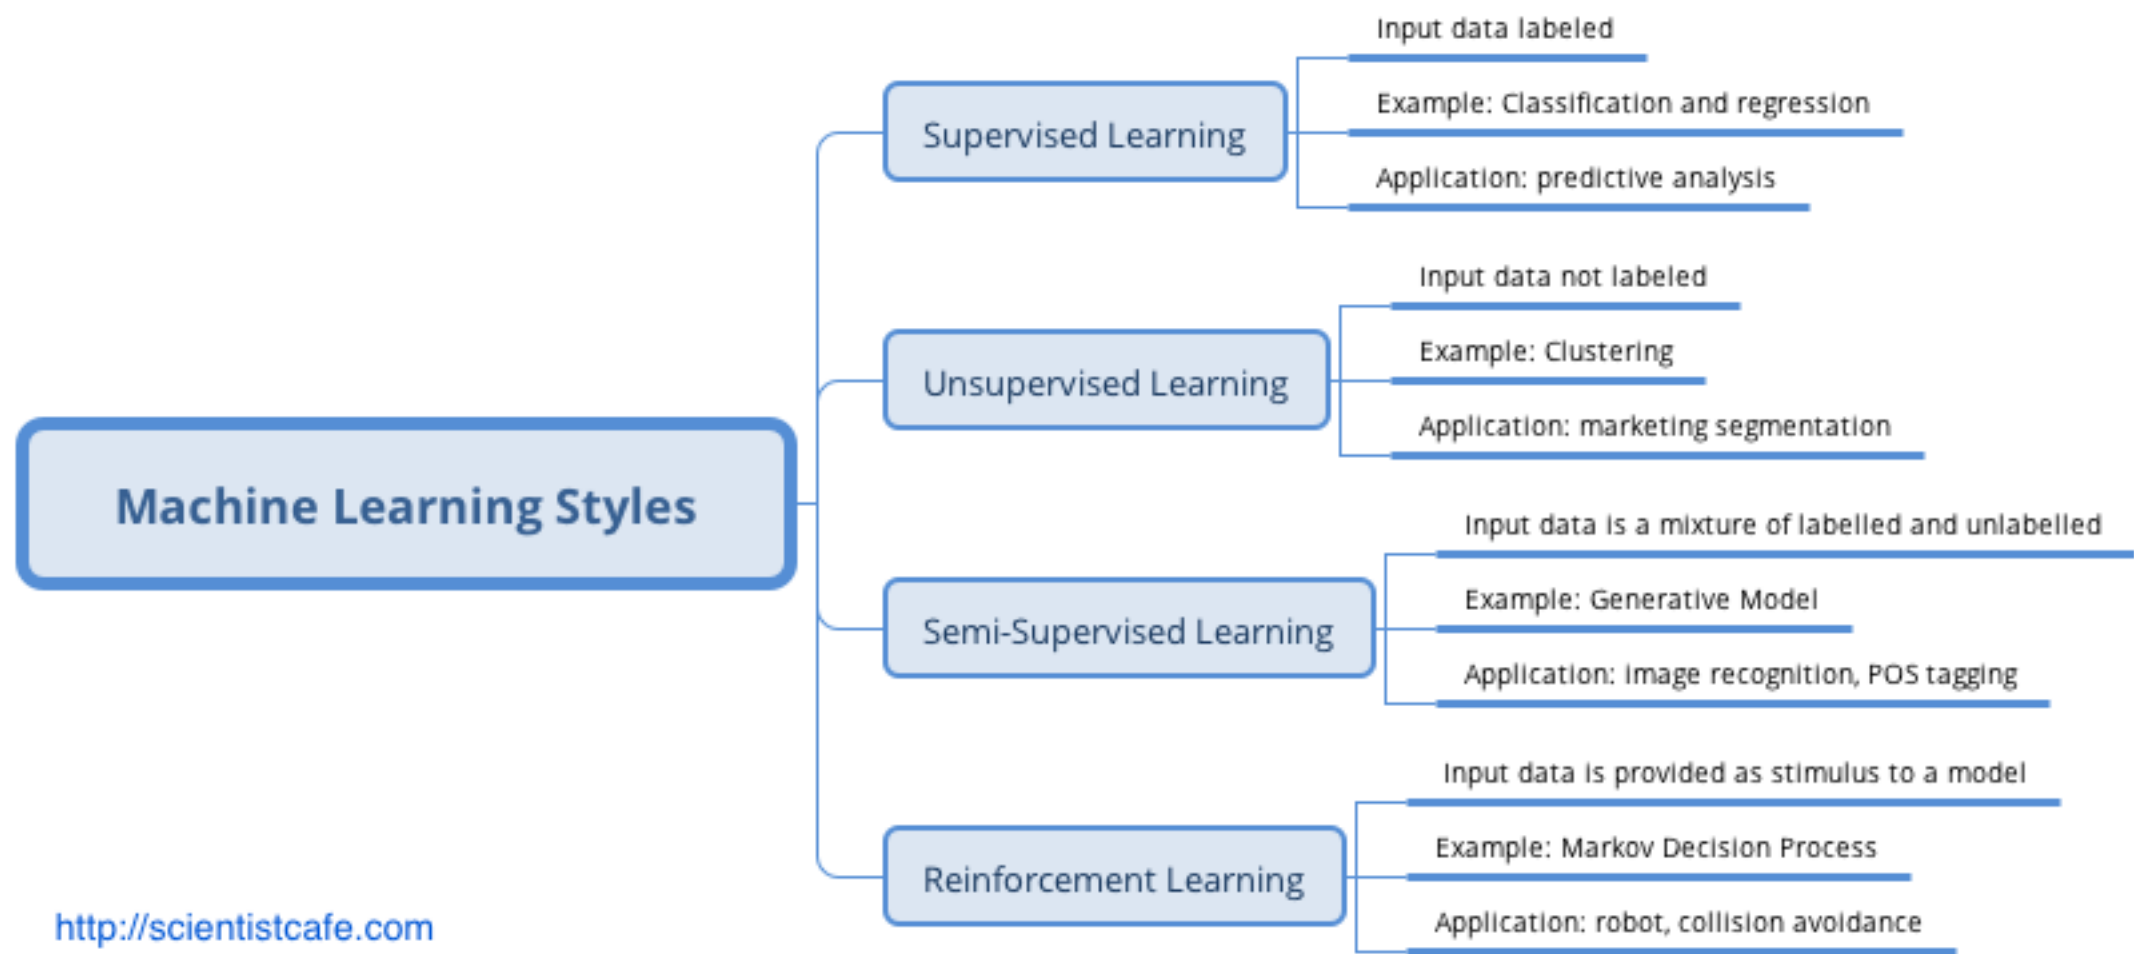 Machine Learning Styles
Supervised Learning
Input data labeled
Example: Classification and regression
Application: predictive analysis
Unsupervised Learning
Input data not labeled
Example: Clustering
Application: marketing segmentation
Semi-Supervised Learning
Input data is a mixture of labelled and unlabelled
Example: Generative Model
Application: image recognition, POS tagging
Reinforcement Learning
Input data is provided as stimulus to a model
Example: Markov Decision Process
Application: robot, collision avoidance
http://scientistcafe.com